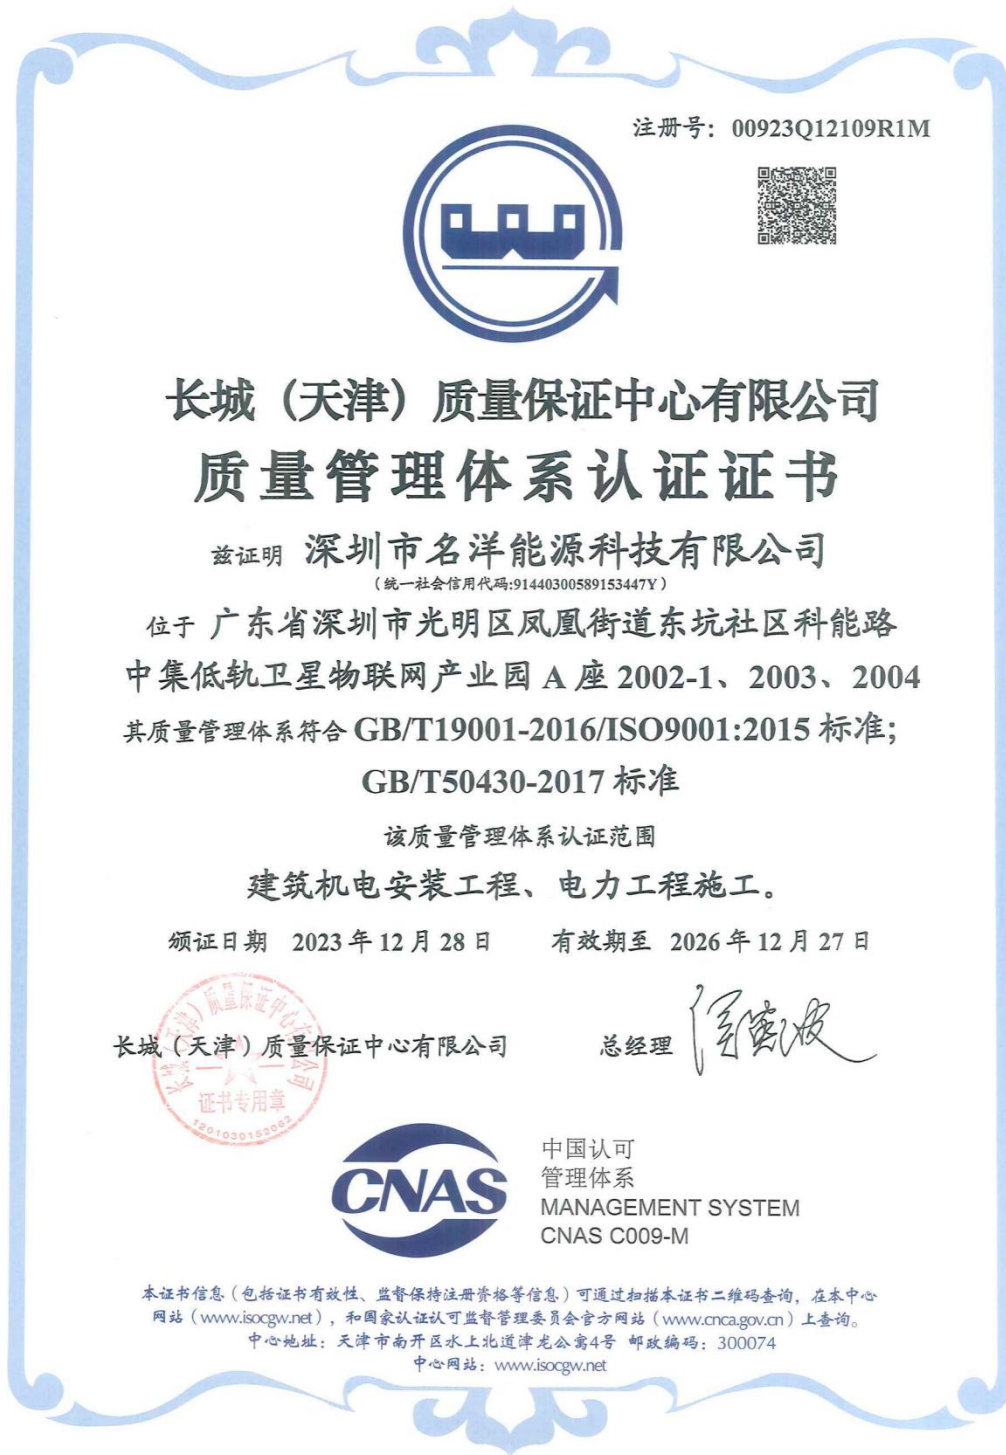 注册号：00923Q12109R1M
长城（天津）质量保证中心有限公司
质量管理体系认证证书
兹证明 深圳市名洋能源科技有限公司
（统一社会信用代码:91440300589153447Y）
位于 广东省深圳市光明区凤凰街道东坑社区科能路
中集低轨卫星物联网产业园 A 座 2002-1、2003、2004
其质量管理体系符合 GB/T19001-2016/ISO9001:2015 标准;
GB/T50430-2017 标准
该质量管理体系认证范围
建筑机电安装工程、电力工程施工。
颁证日期 2023 年 12 月 28 日 有效期至 2026 年 12 月 27 日
长城（天津）质量保证中心有限公司
证书专用章
1201030152062
长城（天津）质量保证中心有限公司 总经理
CNAS
中国认可
管理体系
MANAGEMENT SYSTEM
CNAS C009-M
本证书信息（包括证书有效性、监督保持注册资格等信息）可通过扫描本证书二维码查询，在本中心
网站（www.isocgw.net），和国家认证认可监督管理委员会官方网站（www.cnca.gov.cn）上查询。
中心地址：天津市南开区水上北道津龙公寓4号 邮政编码：300074
中心网站：www.isocgw.net